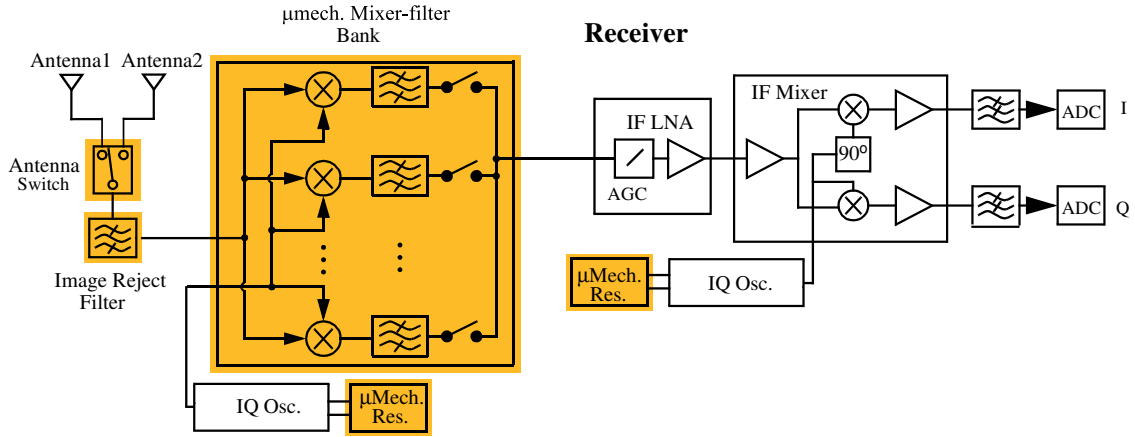 μmech. Mixer-filter
Bank
Receiver
Antenna1
Antenna2
IF Mixer
IF LNA
ADC
I
90o
Antenna
Switch
AGC
ADC
Q
Image Reject
Filter
μMech.
Res.
IQ Osc.
IQ Osc.
μMech.
Res.